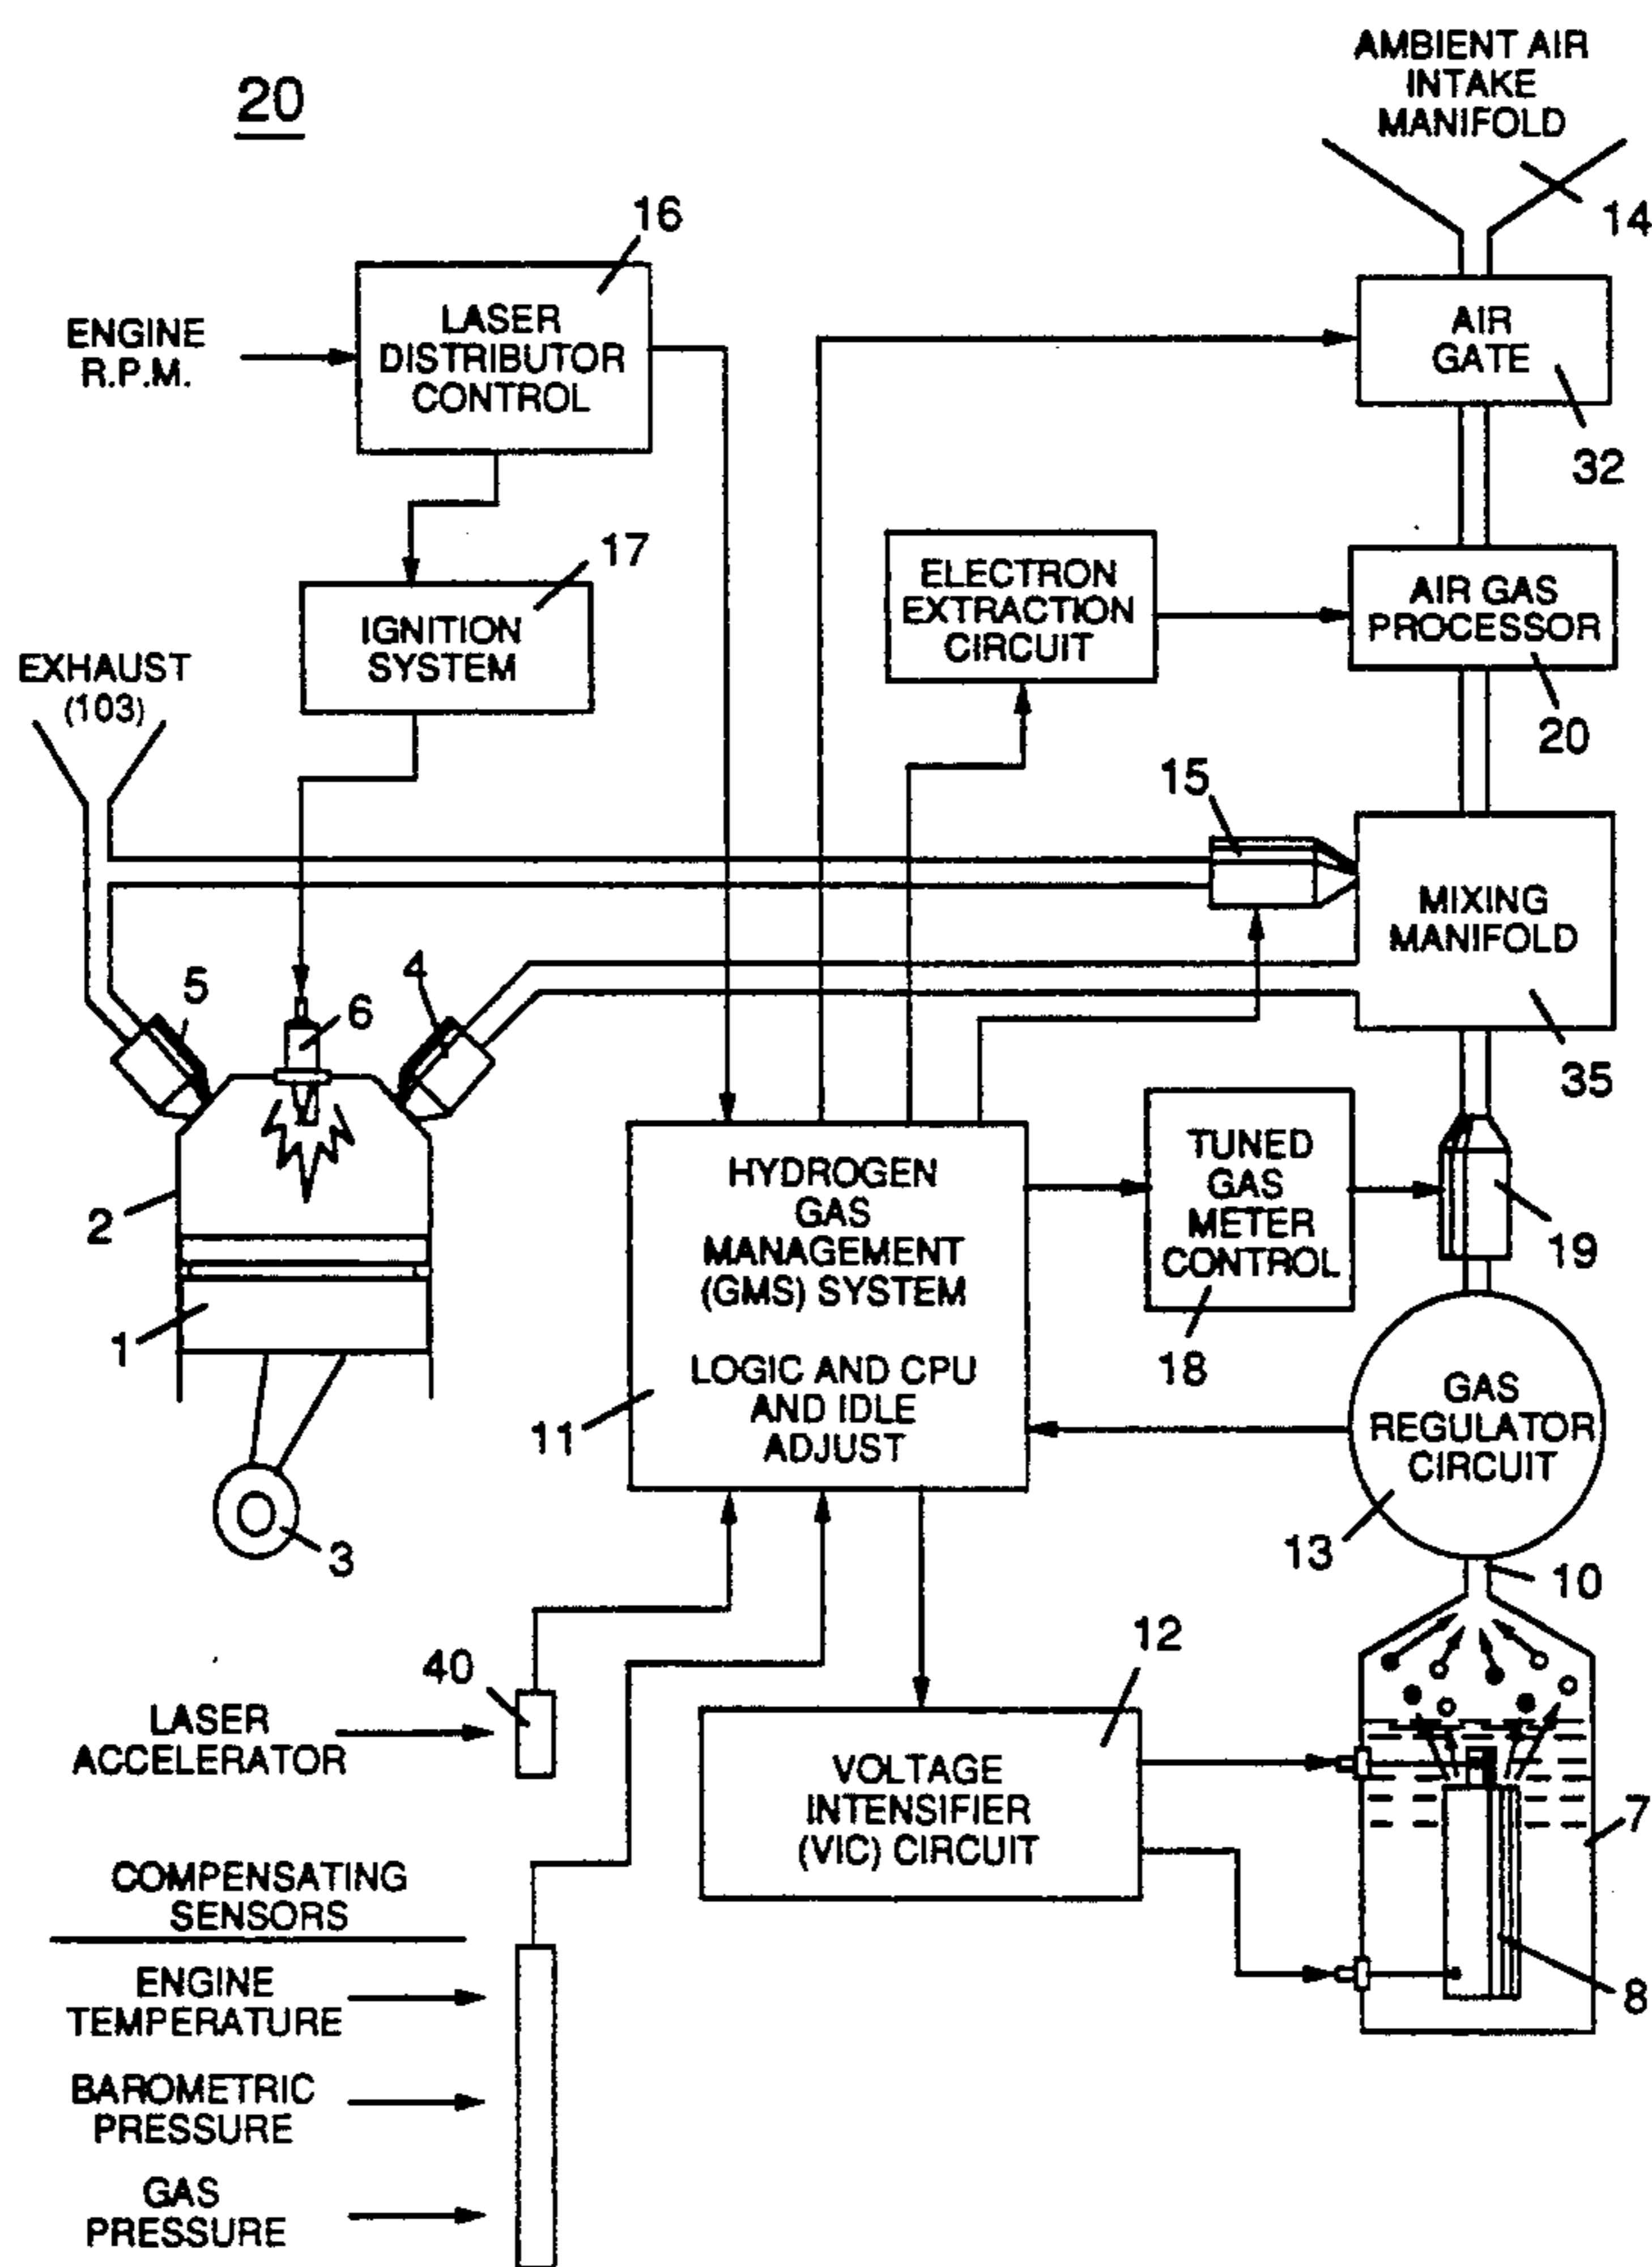 20
AMBIENT AIR
INTAKE
MANIFOLD
14
16
ENGINE
R.P.M.
LASER
DISTRIBUTOR
CONTROL
AIR
GATE
32
17
IGNITION
SYSTEM
ELECTRON
EXTRACTION
CIRCUIT
AIR GAS
PROCESSOR
20
EXHAUST
(103)
15
MIXING
MANIFOLD
35
5
6
4
2
1
3
HYDROGEN
GAS
MANAGEMENT
(GMS) SYSTEM
LOGIC AND CPU
AND IDLE
ADJUST
11
TUNED
GAS
METER
CONTROL
18
19
GAS
REGULATOR
CIRCUIT
13
10
40
LASER
ACCELERATOR
12
VOLTAGE
INTENSIFIER
(VIC) CIRCUIT
7
8
COMPENSATING
SENSORS
ENGINE
TEMPERATURE
BAROMETRIC
PRESSURE
GAS
PRESSURE